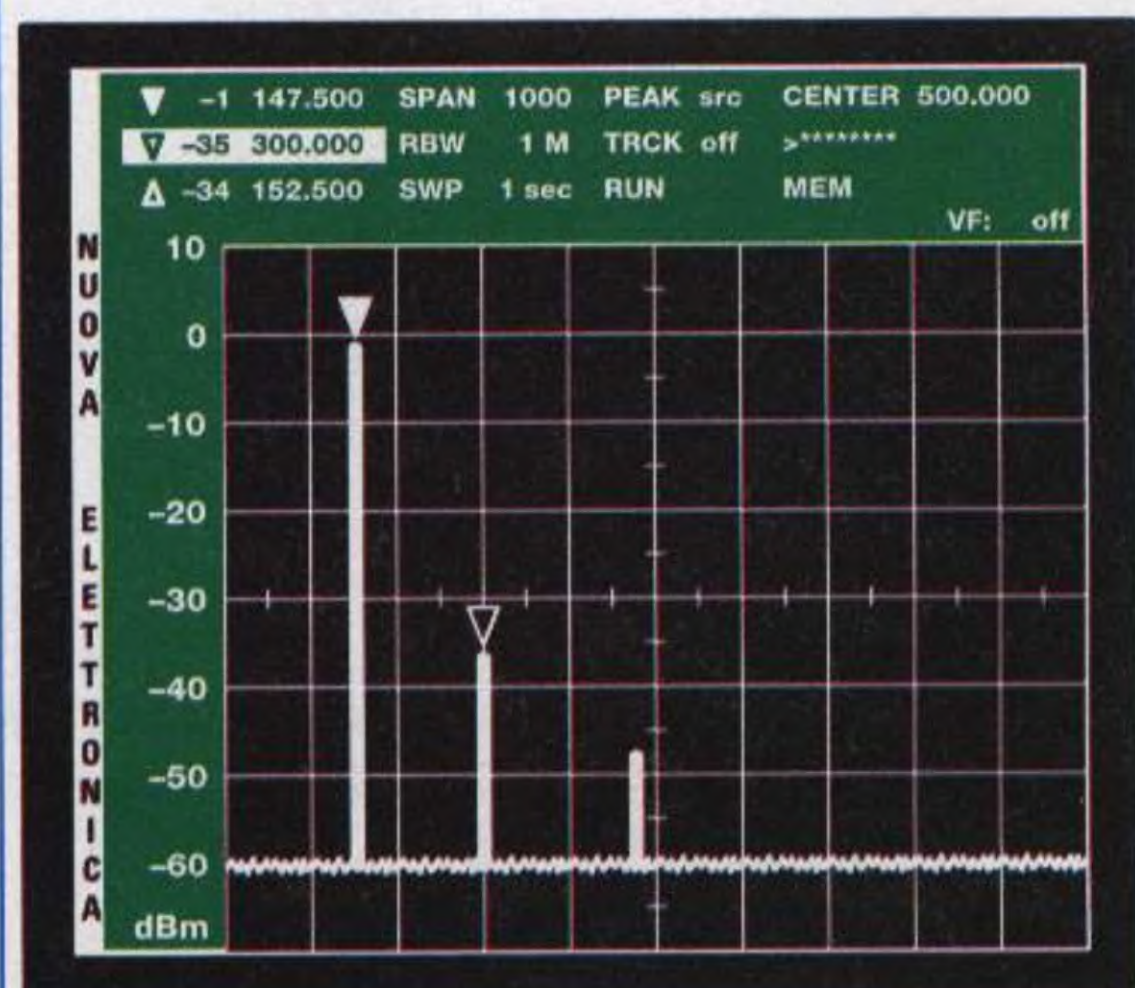 ▼ -1 147.500 SPAN 1000 PEAK src CENTER 500.000
∇ -35 300.000 RBW 1 M TRCK off >********
Δ -34 152.500 SWP 1 sec RUN MEM
VF: off
NUOVA ELETTRONICA
10
0
-10
-20
-30
-40
-50
-60
dBm